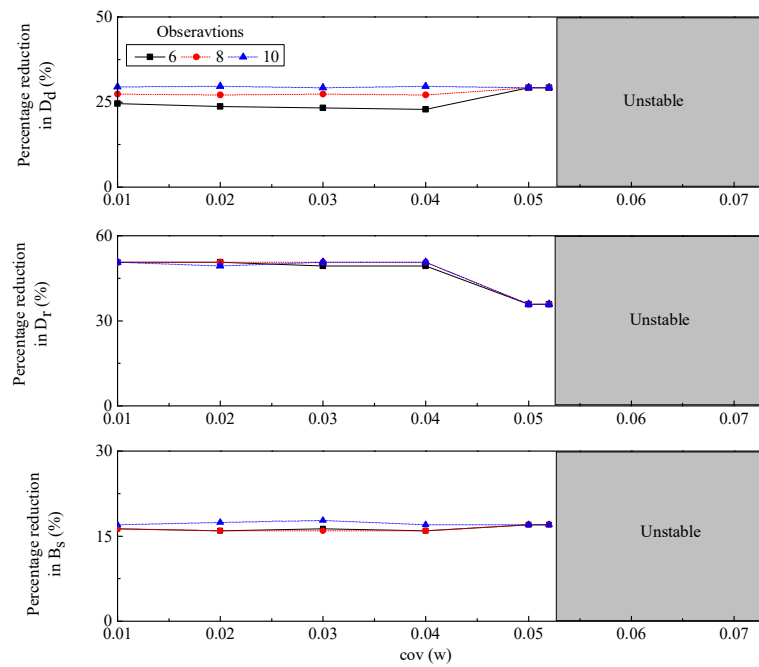 Percentage reduction
in D_d (%)
50
25
0
Obseravtions
6 8 10
Unstable
0.01 0.02 0.03 0.04 0.05 0.06 0.07
Percentage reduction
in D_r (%)
60
30
0
Unstable
0.01 0.02 0.03 0.04 0.05 0.06 0.07
Percentage reduction
in B_s (%)
30
15
0
Unstable
0.01 0.02 0.03 0.04 0.05 0.06 0.07
cov (w)